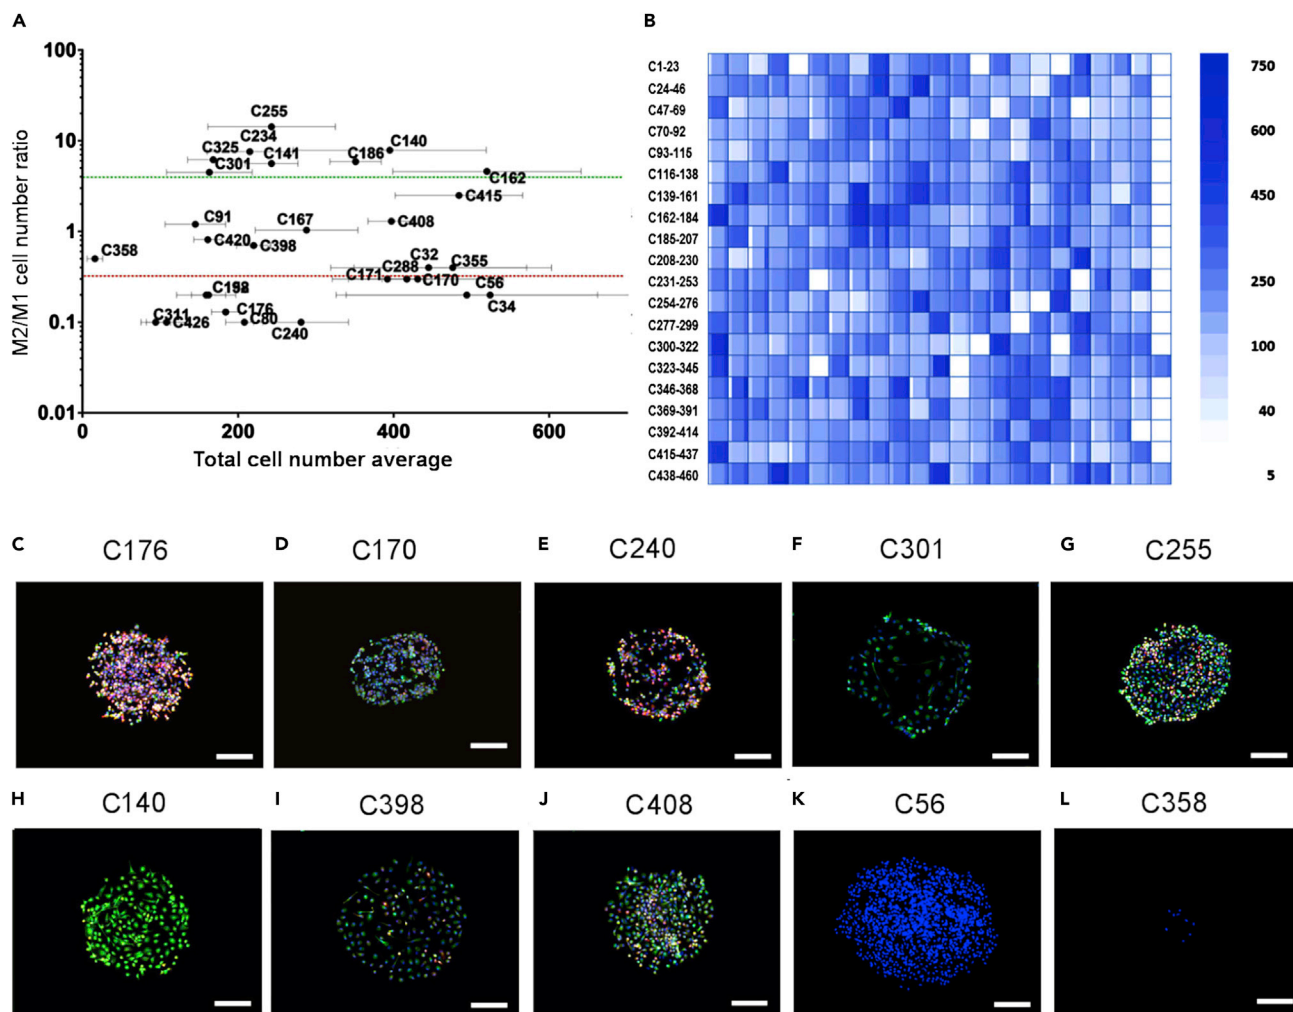 A
B
100
10
1
0.1
0.01
M2/M1 cell number ratio
C255
C234
C325
C141
C301
C186
C140
C162
C415
C91
C167
C408
C420
C398
C358
C32
C355
C288
C171
C170
C56
C34
C176
C311
C426
C80
C240
0
200
400
600
Total cell number average
C1-23
C24-46
C47-69
C70-92
C93-115
C116-138
C139-161
C162-184
C185-207
C208-230
C231-253
C254-276
C277-299
C300-322
C323-345
C346-368
C369-391
C392-414
C415-437
C438-460
750
600
450
250
100
40
5
C C176
D C170
E C240
F C301
G C255
H C140
I C398
J C408
K C56
L C358